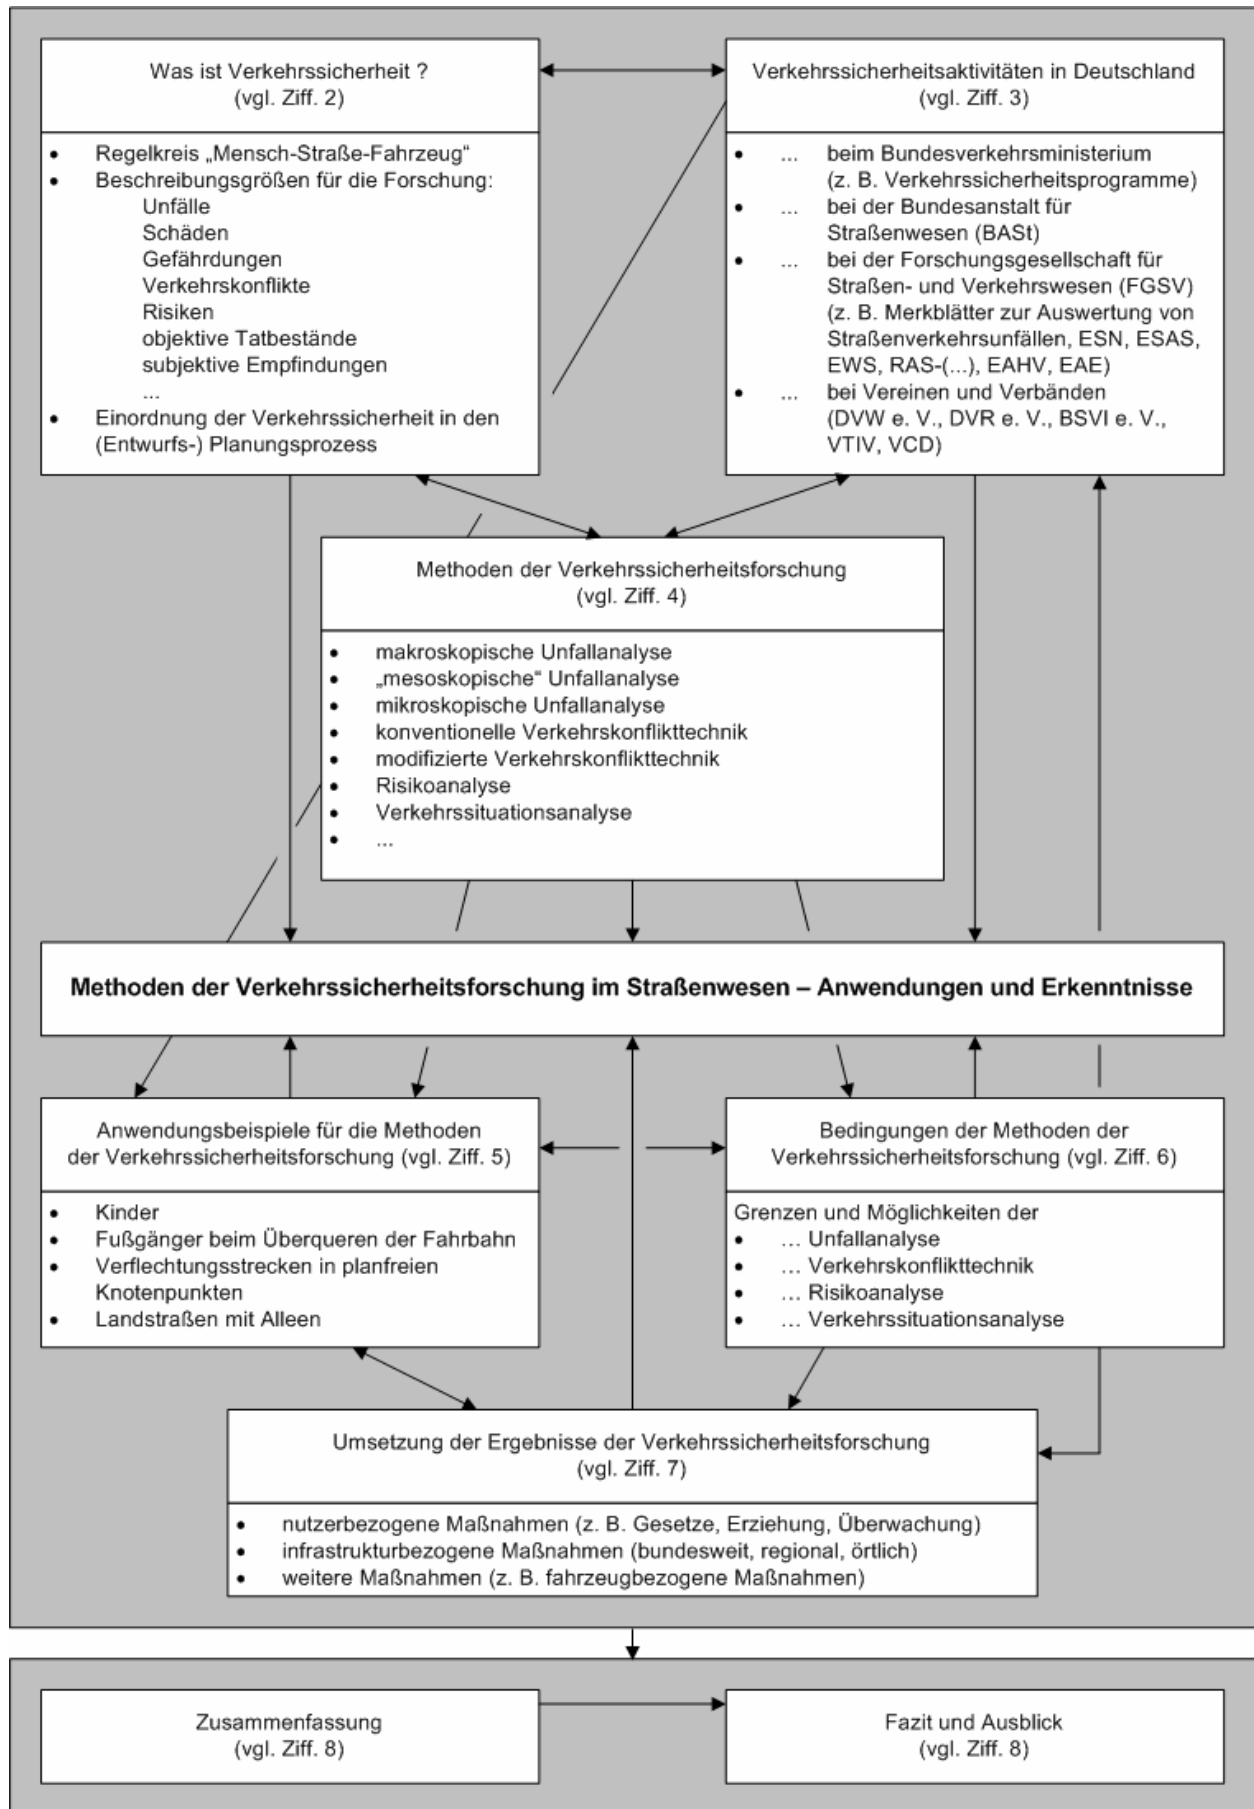 Was ist Verkehrssicherheit ?
(vgl. Ziff. 2)
• Regelkreis „Mensch-Straße-Fahrzeug“
• Beschreibungsgrößen für die Forschung:
Unfälle
Schäden
Gefährdungen
Verkehrskonflikte
Risiken
objektive Tatbestände
subjektive Empfindungen
...
• Einordnung der Verkehrssicherheit in den
(Entwurfs-) Planungsprozess
Verkehrssicherheitsaktivitäten in Deutschland
(vgl. Ziff. 3)
• ... beim Bundesverkehrsministerium
(z. B. Verkehrssicherheitsprogramme)
• ... bei der Bundesanstalt für
Straßenwesen (BASt)
• ... bei der Forschungsgesellschaft für
Straßen- und Verkehrswesen (FGSV)
(z. B. Merkblätter zur Auswertung von
Straßenverkehrsunfällen, ESN, ESAS,
EWS, RAS-(...), EAHV, EAE)
• ... bei Vereinen und Verbänden
(DVW e. V., DVR e. V., BSVI e. V.,
VTIV, VCD)
Methoden der Verkehrssicherheitsforschung
(vgl. Ziff. 4)
• makroskopische Unfallanalyse
• „mesoskopische“ Unfallanalyse
• mikroskopische Unfallanalyse
• konventionelle Verkehrskonflikttechnik
• modifizierte Verkehrskonflikttechnik
• Risikoanalyse
• Verkehrssituationsanalyse
• ...
Methoden der Verkehrssicherheitsforschung im Straßenwesen – Anwendungen und Erkenntnisse
Anwendungsbeispiele für die Methoden
der Verkehrssicherheitsforschung (vgl. Ziff. 5)
• Kinder
• Fußgänger beim Überqueren der Fahrbahn
• Verflechtungsstrecken in planfreien
Knotenpunkten
• Landstraßen mit Alleen
Bedingungen der Methoden der
Verkehrssicherheitsforschung (vgl. Ziff. 6)
Grenzen und Möglichkeiten der
• ... Unfallanalyse
• ... Verkehrskonflikttechnik
• ... Risikoanalyse
• ... Verkehrssituationsanalyse
Umsetzung der Ergebnisse der Verkehrssicherheitsforschung
(vgl. Ziff. 7)
• nutzerbezogene Maßnahmen (z. B. Gesetze, Erziehung, Überwachung)
• infrastrukturbezogene Maßnahmen (bundesweit, regional, örtlich)
• weitere Maßnahmen (z. B. fahrzeugbezogene Maßnahmen)
Zusammenfassung
(vgl. Ziff. 8)
Fazit und Ausblick
(vgl. Ziff. 8)